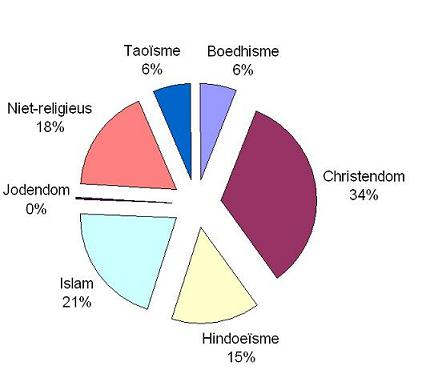 Taoïsme
6%
Boedhisme
6%
Niet-religieus
18%
Christendom
34%
Jodendom
0%
Islam
21%
Hindoeïsme
15%